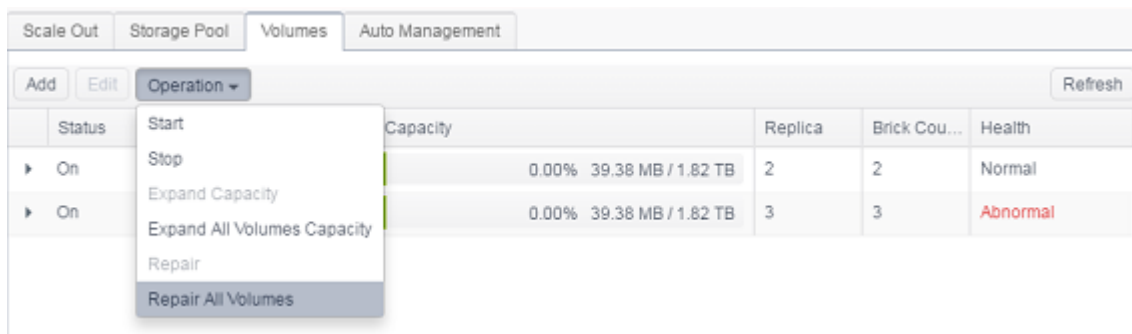 Scale Out Storage Pool Volumes Auto Management
Add Edit Operation Refresh
Status Capacity Replica Brick Cou... Health
On 0.00% 39.38 MB / 1.82 TB 2 2 Normal
On 0.00% 39.38 MB / 1.82 TB 3 3 Abnormal
Start
Stop
Expand Capacity
Expand All Volumes Capacity
Repair
Repair All Volumes